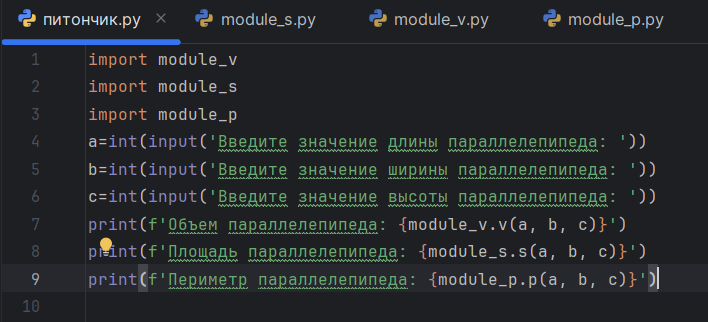 питончик.py × module_s.py module_v.py module_p.py
1 import module_v
2 import module_s
3 import module_p
4 a=int(input('Введите значение длины параллелепипеда: '))
5 b=int(input('Введите значение ширины параллелепипеда: '))
6 c=int(input('Введите значение высоты параллелепипеда: '))
7 print(f'Объем параллелепипеда: {module_v.v(a, b, c)}')
8 print(f'Площадь параллелепипеда: {module_s.s(a, b, c)}')
9 print(f'Периметр параллелепипеда: {module_p.p(a, b, c)}')
10